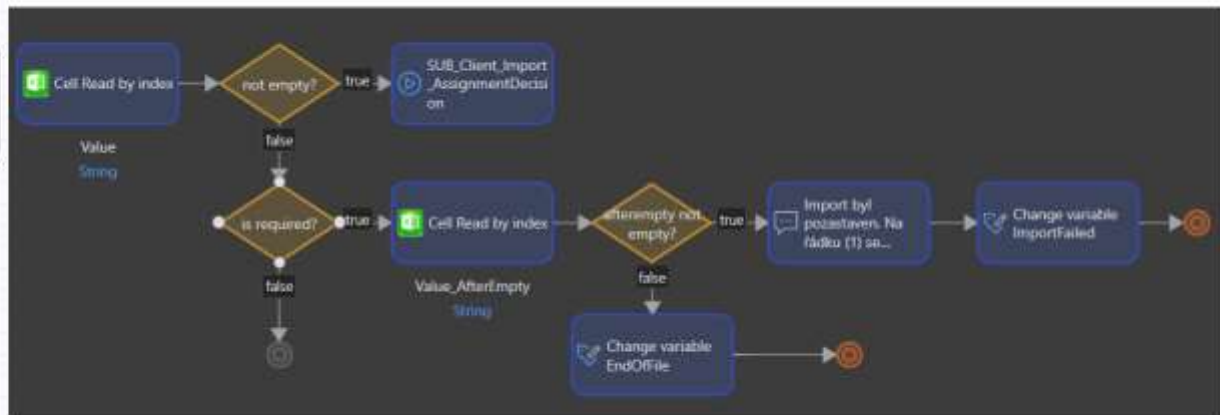 Cell Read by index
not empty?
true
SUB_Client_Import
_AssignmentDecisi
on
Value
String
false
is required?
true
Cell Read by index
Value_AfterEmpty
String
afterempty not
empty?
true
Import byl
pozastaven. Na
řádku {1} se...
Change variable
ImportFailed
false
false
Change variable
EndOfFile